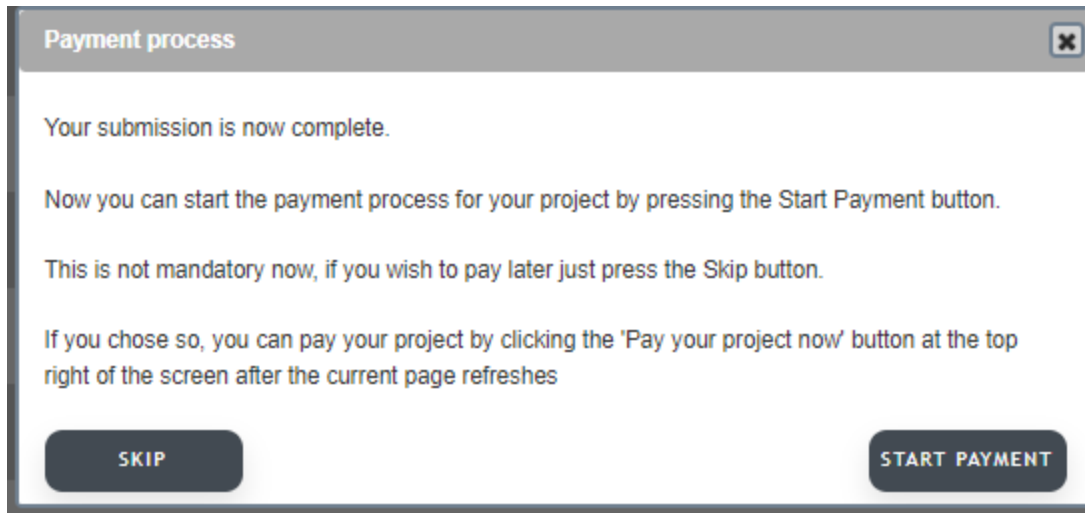 Payment process
Your submission is now complete.
Now you can start the payment process for your project by pressing the Start Payment button.
This is not mandatory now, if you wish to pay later just press the Skip button.
If you chose so, you can pay your project by clicking the 'Pay your project now' button at the top
right of the screen after the current page refreshes
SKIP
START PAYMENT